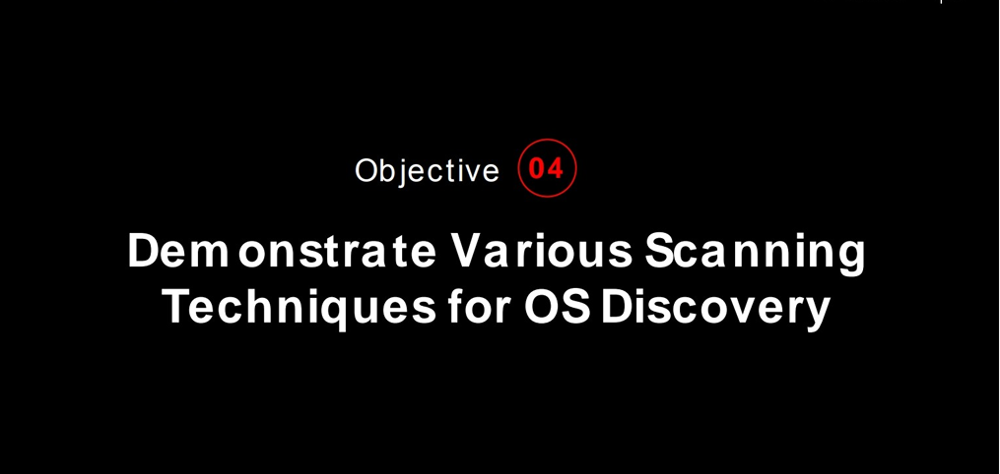 Objective 04
Demonstrate Various Scanning
Techniques for OS Discovery